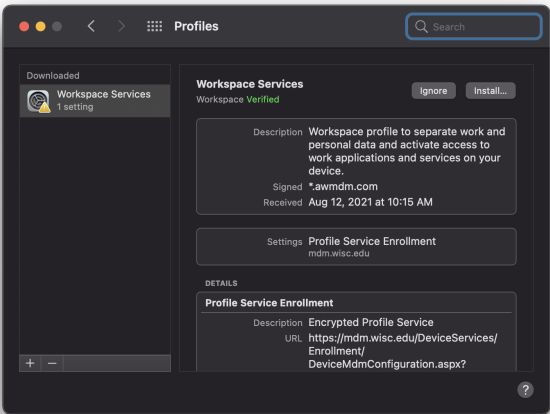 Profiles
Search
Downloaded
Workspace Services
1 setting
Workspace Services
Workspace Verified
Ignore
Install...
Description Workspace profile to separate work and
personal data and activate access to
work applications and services on your
device.
Signed *.awmdm.com
Received Aug 12, 2021 at 10:15 AM
Settings Profile Service Enrollment
mdm.wisc.edu
DETAILS
Profile Service Enrollment
Description Encrypted Profile Service
URL https://mdm.wisc.edu/DeviceServices/
Enrollment/
DeviceMdmConfiguration.aspx?
+ −
?